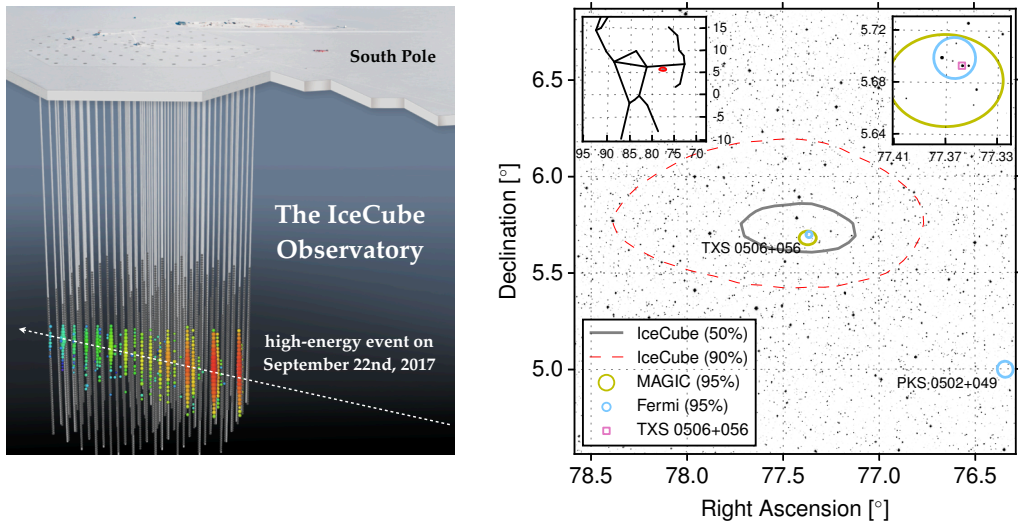 South Pole
The IceCube
Observatory
high-energy event on
September 22nd, 2017
Declination [°]
6.5
6.0
5.5
5.0
15
10
5
0
-5
-10
95 90 85 80 75 70
5.72
5.68
5.64
77.41 77.37 77.33
TXS 0506+056
PKS 0502+049
IceCube (50%)
IceCube (90%)
MAGIC (95%)
Fermi (95%)
TXS 0506+056
78.5 78.0 77.5 77.0 76.5
Right Ascension [°]